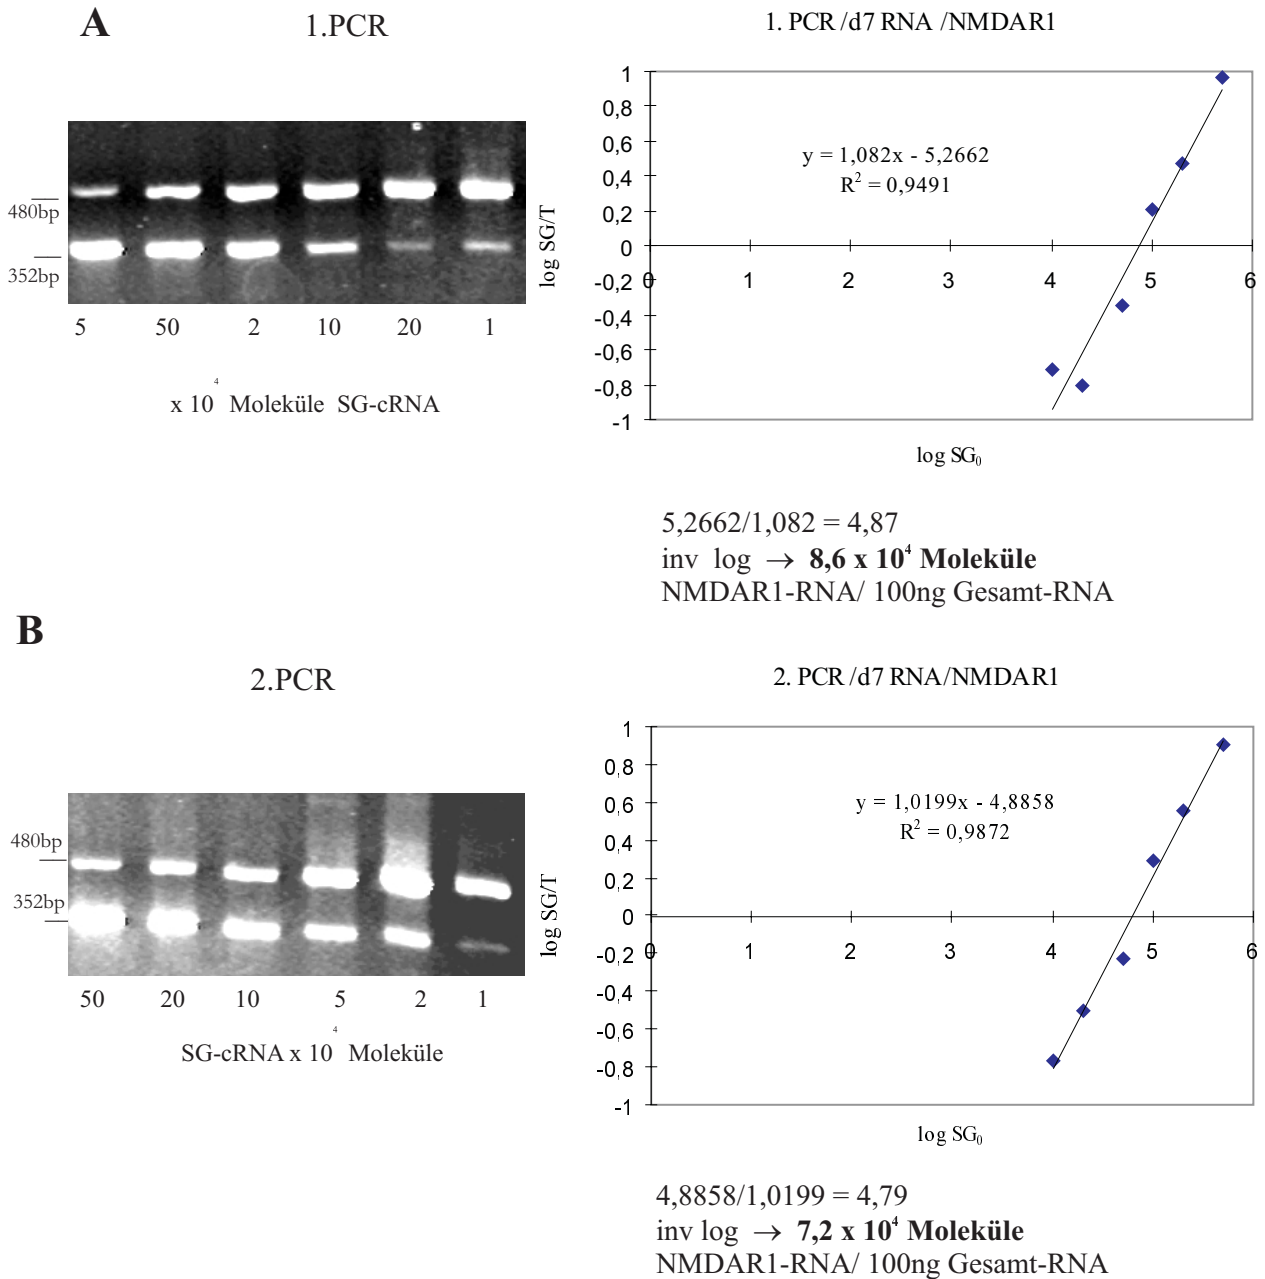 A
1.PCR
480bp
352bp
5 50 2 10 20 1
x 10⁴ Moleküle SG-cRNA
1. PCR /d7 RNA /NMDAR1
log SG/T
1
0,8
0,6
0,4
0,2
0
-0,2
-0,4
-0,6
-0,8
-1
0 1 2 3 4 5 6
y = 1,082x - 5,2662
R² = 0,9491
log SG₀
5,2662/1,082 = 4,87
inv log → 8,6 x 10⁴ Moleküle
NMDAR1-RNA/ 100ng Gesamt-RNA
B
2.PCR
480bp
352bp
50 20 10 5 2 1
SG-cRNA x 10⁴ Moleküle
2. PCR /d7 RNA/NMDAR1
log SG/T
1
0,8
0,6
0,4
0,2
0
-0,2
-0,4
-0,6
-0,8
-1
0 1 2 3 4 5 6
y = 1,0199x - 4,8858
R² = 0,9872
log SG₀
4,8858/1,0199 = 4,79
inv log → 7,2 x 10⁴ Moleküle
NMDAR1-RNA/ 100ng Gesamt-RNA